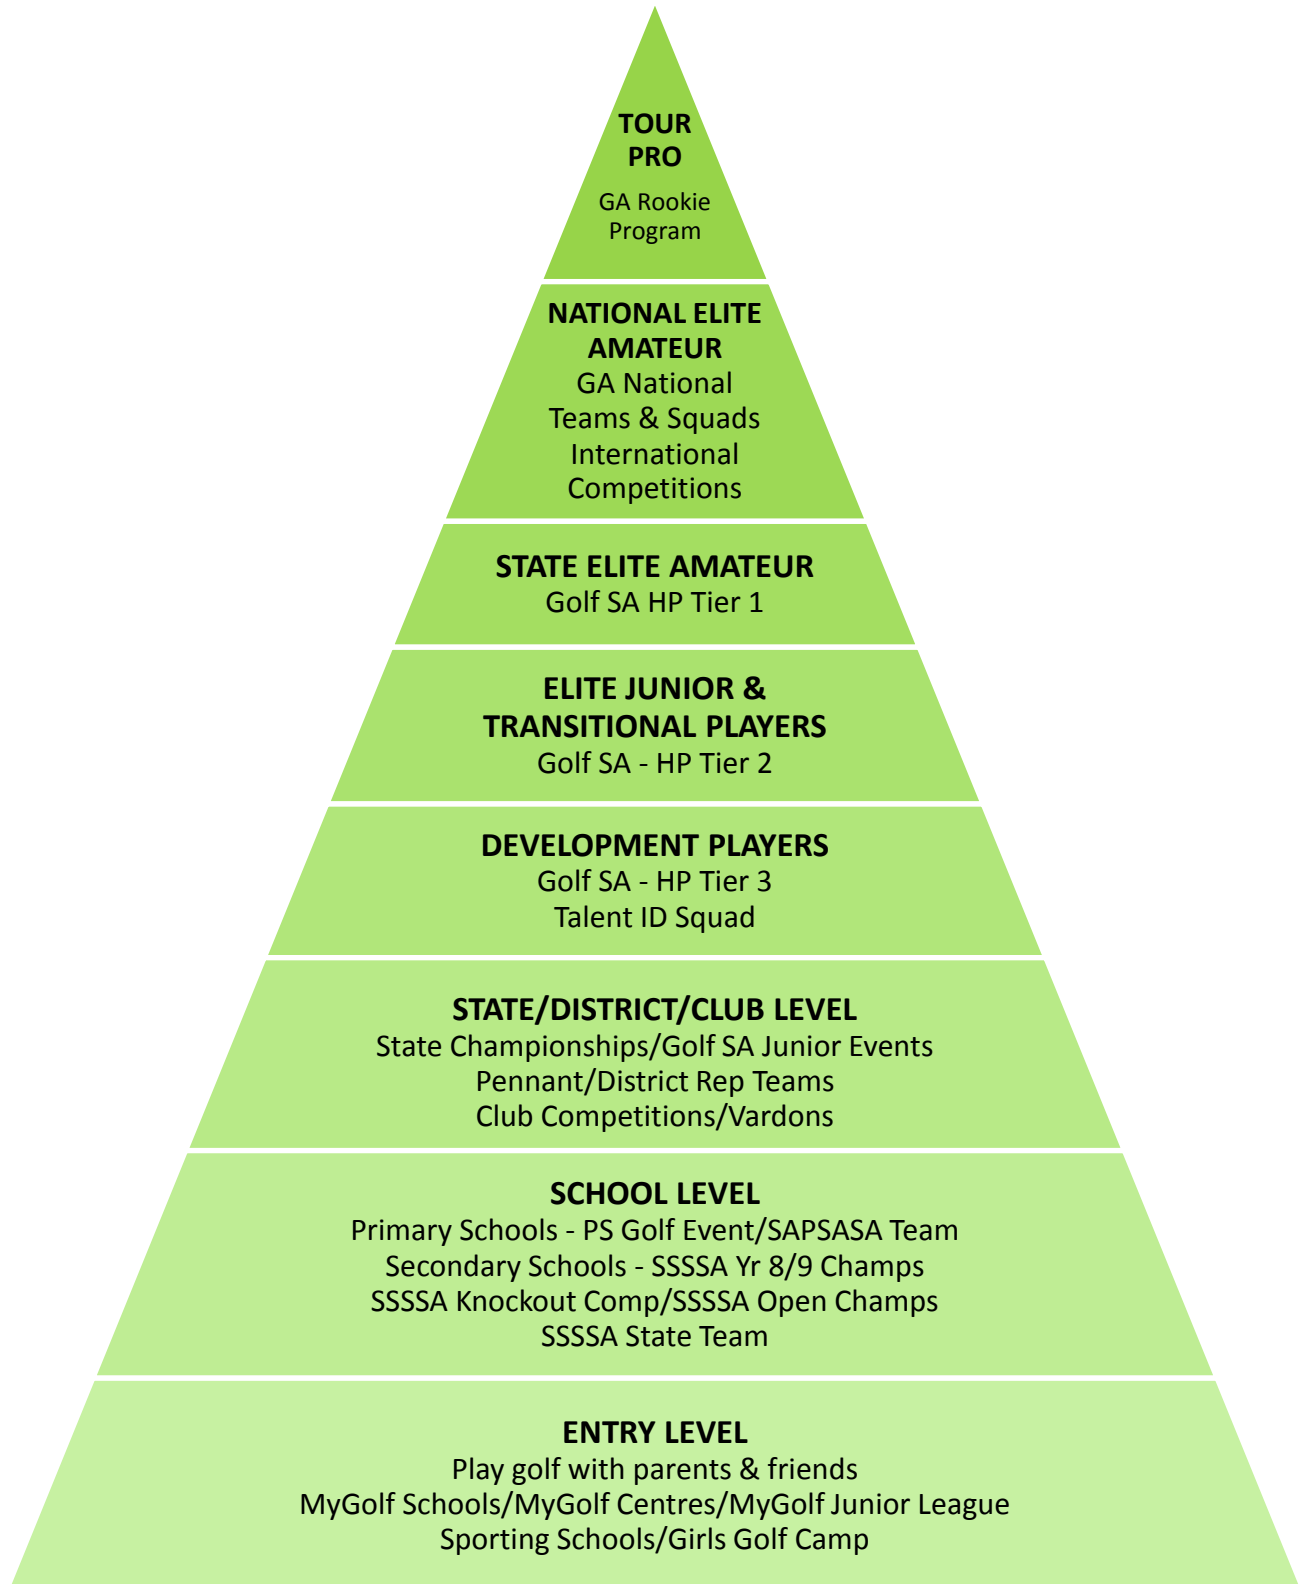 TOUR
PRO
GA Rookie
Program
NATIONAL ELITE
AMATEUR
GA National
Teams & Squads
International
Competitions
STATE ELITE AMATEUR
Golf SA HP Tier 1
ELITE JUNIOR &
TRANSITIONAL PLAYERS
Golf SA - HP Tier 2
DEVELOPMENT PLAYERS
Golf SA - HP Tier 3
Talent ID Squad
STATE/DISTRICT/CLUB LEVEL
State Championships/Golf SA Junior Events
Pennant/District Rep Teams
Club Competitions/Vardons
SCHOOL LEVEL
Primary Schools - PS Golf Event/SAPSASA Team
Secondary Schools - SSSSA Yr 8/9 Champs
SSSSA Knockout Comp/SSSSA Open Champs
SSSSA State Team
ENTRY LEVEL
Play golf with parents & friends
MyGolf Schools/MyGolf Centres/MyGolf Junior League
Sporting Schools/Girls Golf Camp